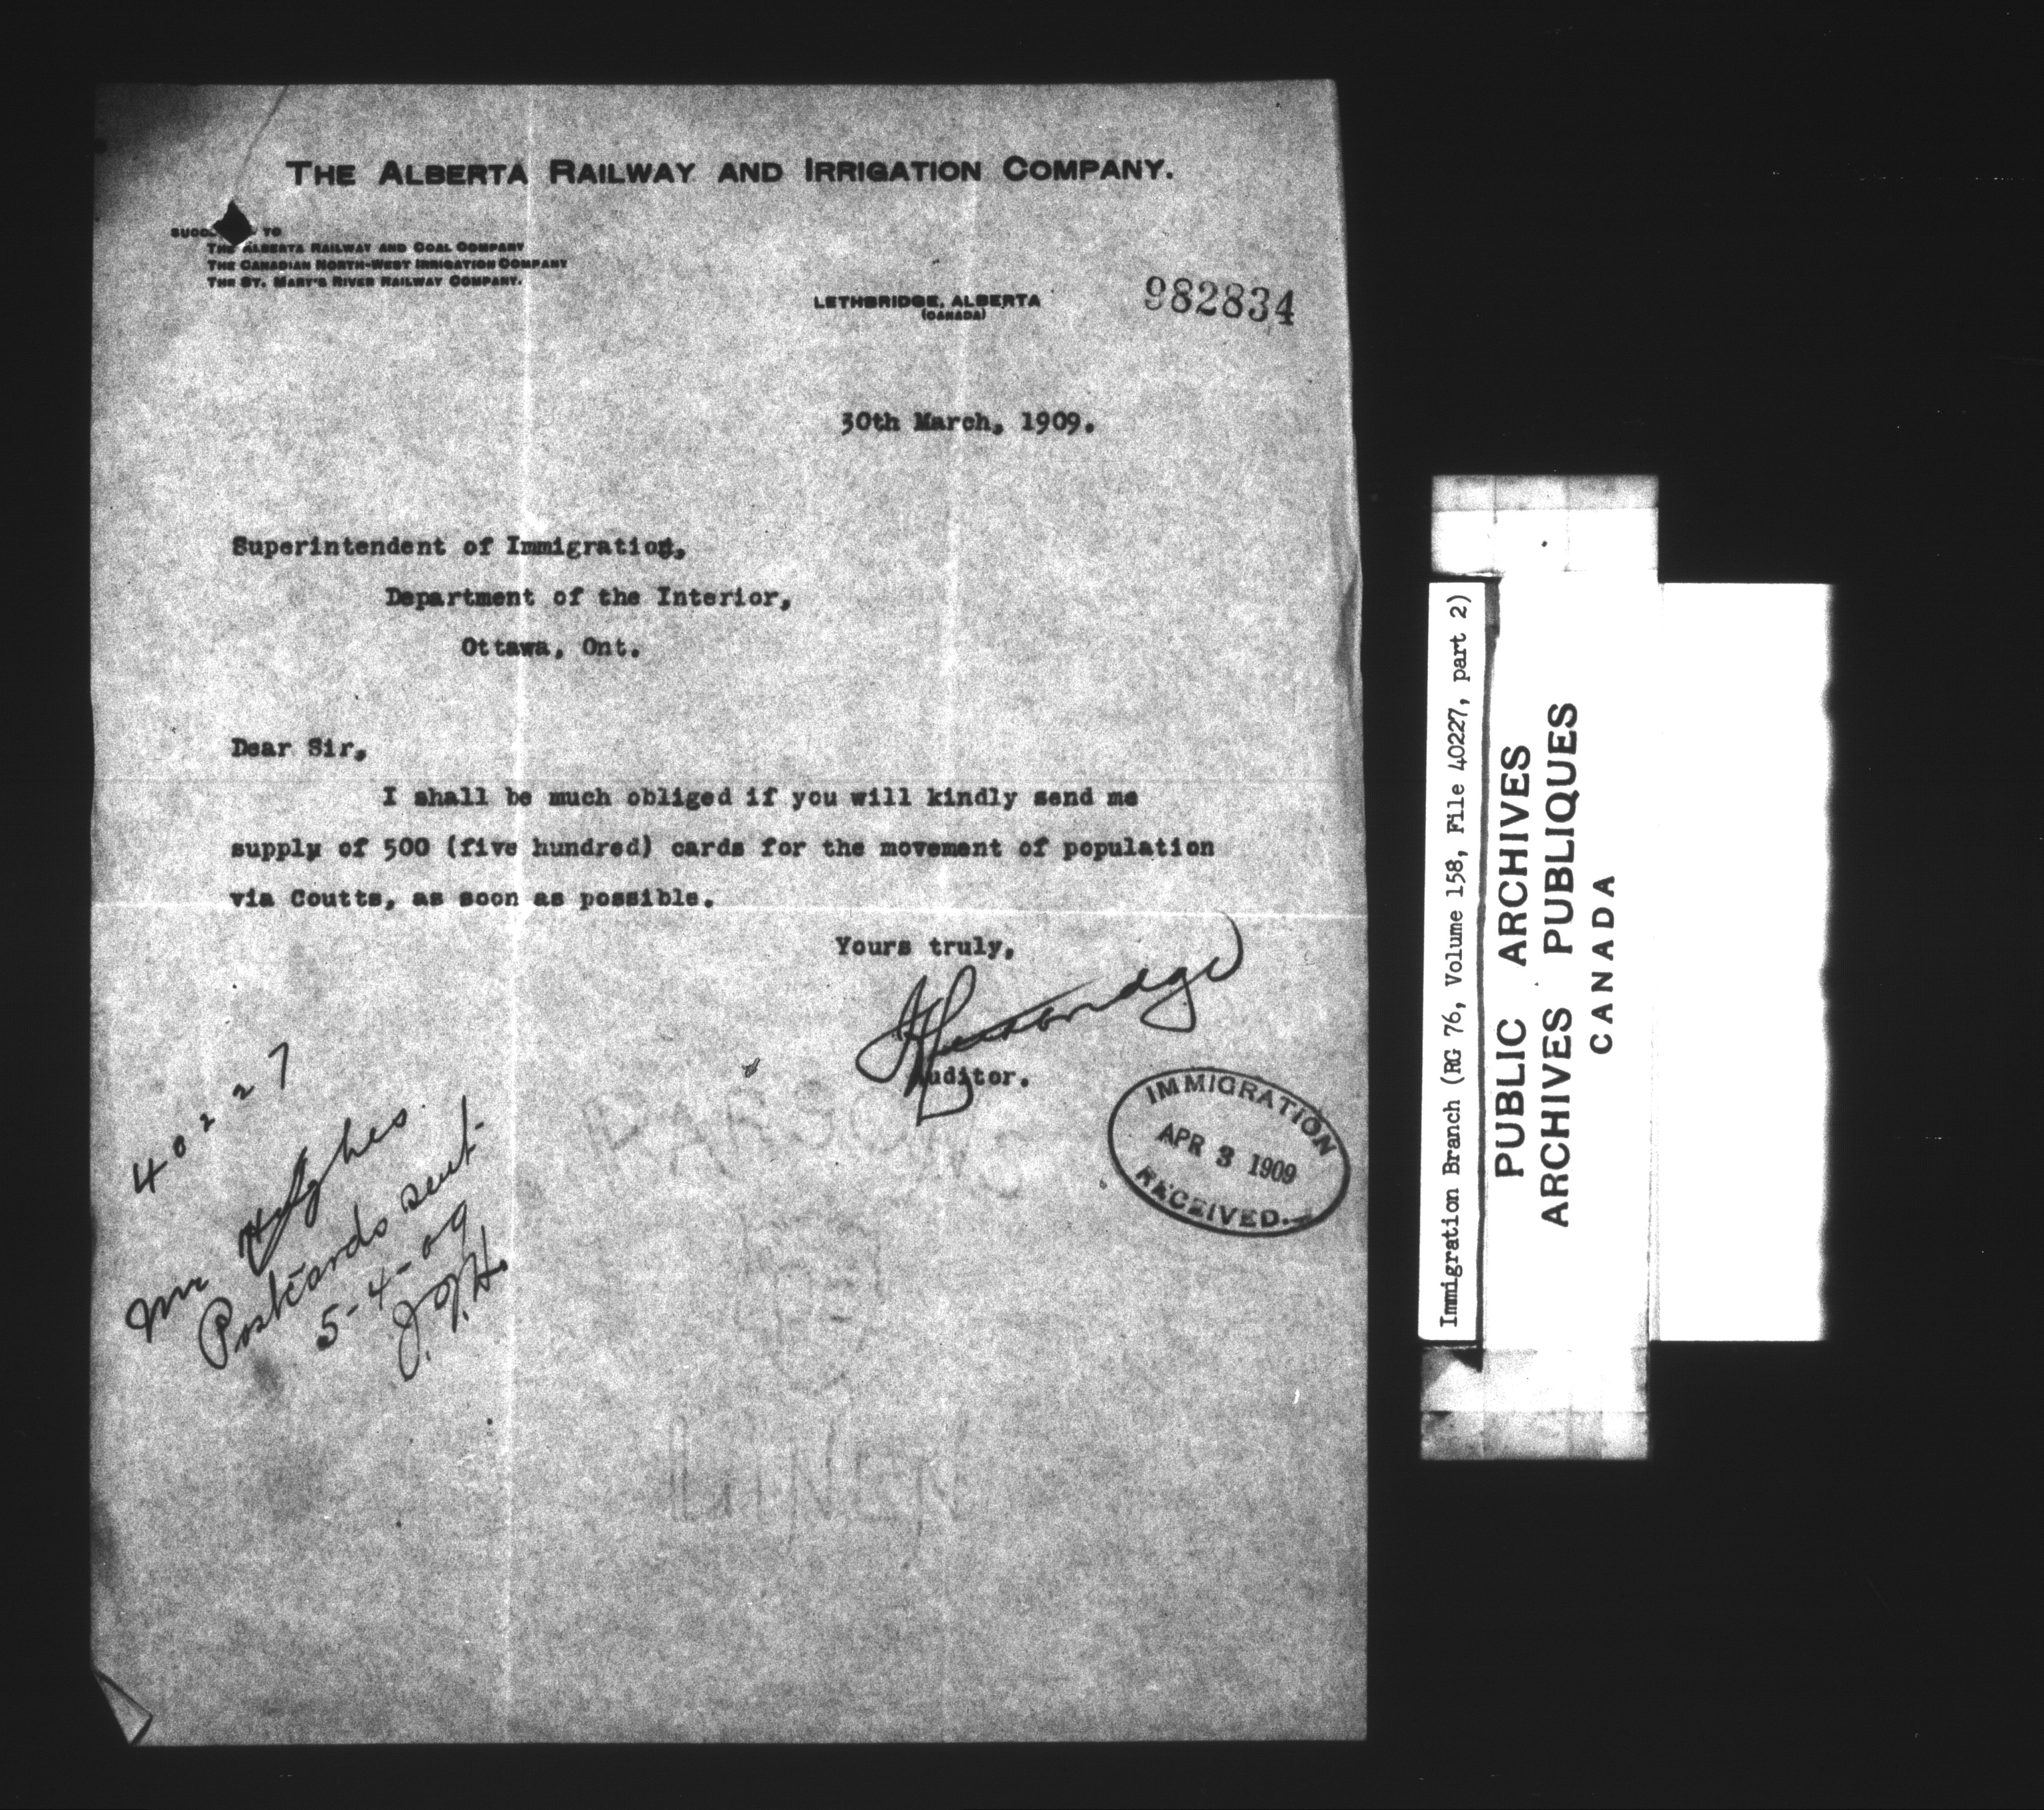 THE ALBERTA RAILWAY AND IRRIGATION COMPANY.
TO
THE ALBERTA RAILWAY AND COAL COMPANY
THE CANADIAN NORTH-WEST IRRIGATION COMPANY
THE ST. MARY'S RIVER RAILWAY COMPANY.
LETHBRIDGE, ALBERTA
(CANADA)
982834
30th March, 1909.
Superintendent of Immigration,
Department of the Interior,
Ottawa, Ont.
Dear Sir,
I shall be much obliged if you will kindly send me
supply of 500 (five hundred) cards for the movement of population
via Coutts, as soon as possible.
Yours truly,
Auditor.
IMMIGRATION
APR 3 1909
RECEIVED.
40227
Mr Hughes
Postcards sent
5-4-09
PARSONS
LINEN
Immigration Branch (RG 76, Volume 158, File 40227, part 2)
PUBLIC ARCHIVES
ARCHIVES PUBLIQUES
CANADA